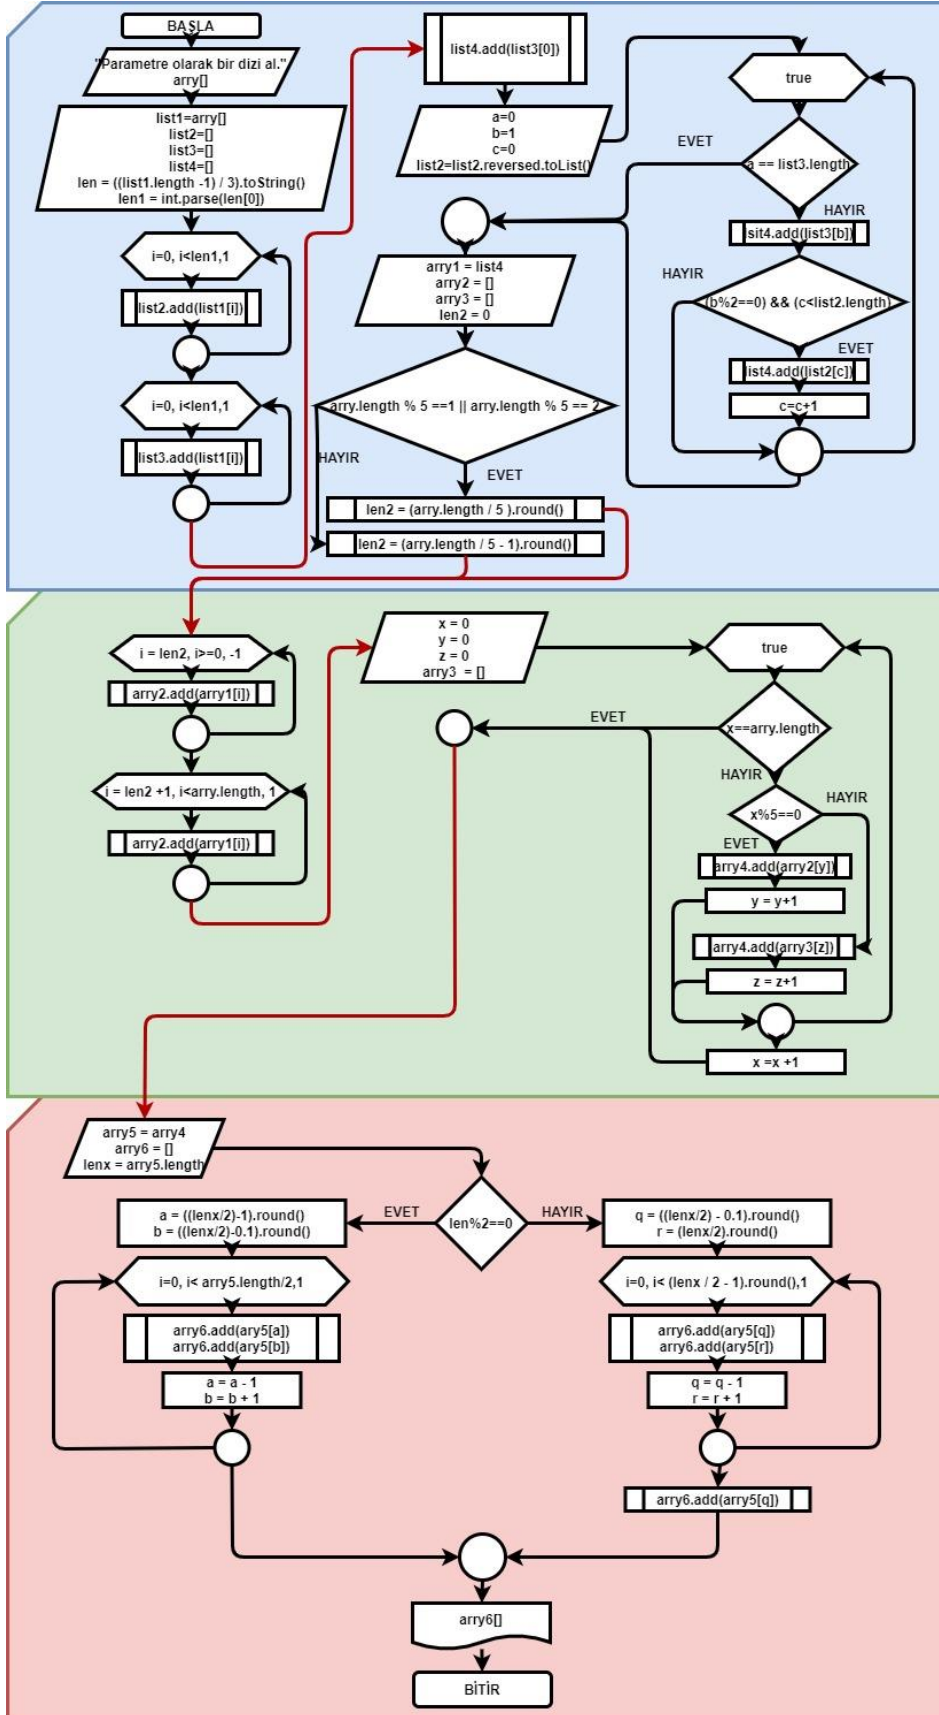 BAŞLA
"Parametre olarak bir dizi al."
arry[]
list1=arry[]
list2=[]
list3=[]
list4=[]
len = ((list1.length -1) / 3).toString()
len1 = int.parse(len[0])
i=0, i<len1,1
list2.add(list1[i])
i=0, i<len1,1
list3.add(list1[i])
list4.add(list3[0])
a=0
b=1
c=0
list2=list2.reversed.toList()
true
a == list3.length
EVET
HAYIR
lsit4.add(list3[b])
HAYIR
(b%2==0) && (c<list2.length)
EVET
list4.add(list2[c])
c=c+1
arry1 = list4
arry2 = []
arry3 = []
len2 = 0
arry.length % 5 ==1 || arry.length % 5 == 2
HAYIR
EVET
len2 = (arry.length / 5 ).round()
len2 = (arry.length / 5 - 1).round()
i = len2, i>=0, -1
arry2.add(arry1[i])
i = len2 +1, i<arry.length, 1
arry2.add(arry1[i])
x = 0
y = 0
z = 0
arry3 = []
true
x==arry.length
EVET
HAYIR
x%5==0
HAYIR
EVET
arry4.add(arry2[y])
y = y+1
arry4.add(arry3[z])
z = z+1
x =x +1
arry5 = arry4
arry6 = []
lenx = arry5.length
len%2==0
EVET
HAYIR
a = ((lenx/2)-1).round()
b = ((lenx/2)-0.1).round()
i=0, i< arry5.length/2,1
arry6.add(ary5[a])
arry6.add(ary5[b])
a = a - 1
b = b + 1
q = ((lenx/2) - 0.1).round()
r = (lenx/2).round()
i=0, i< (lenx / 2 - 1).round(),1
arry6.add(ary5[q])
arry6.add(ary5[r])
q = q - 1
r = r + 1
arry6.add(arry5[q])
arry6[]
BİTİR